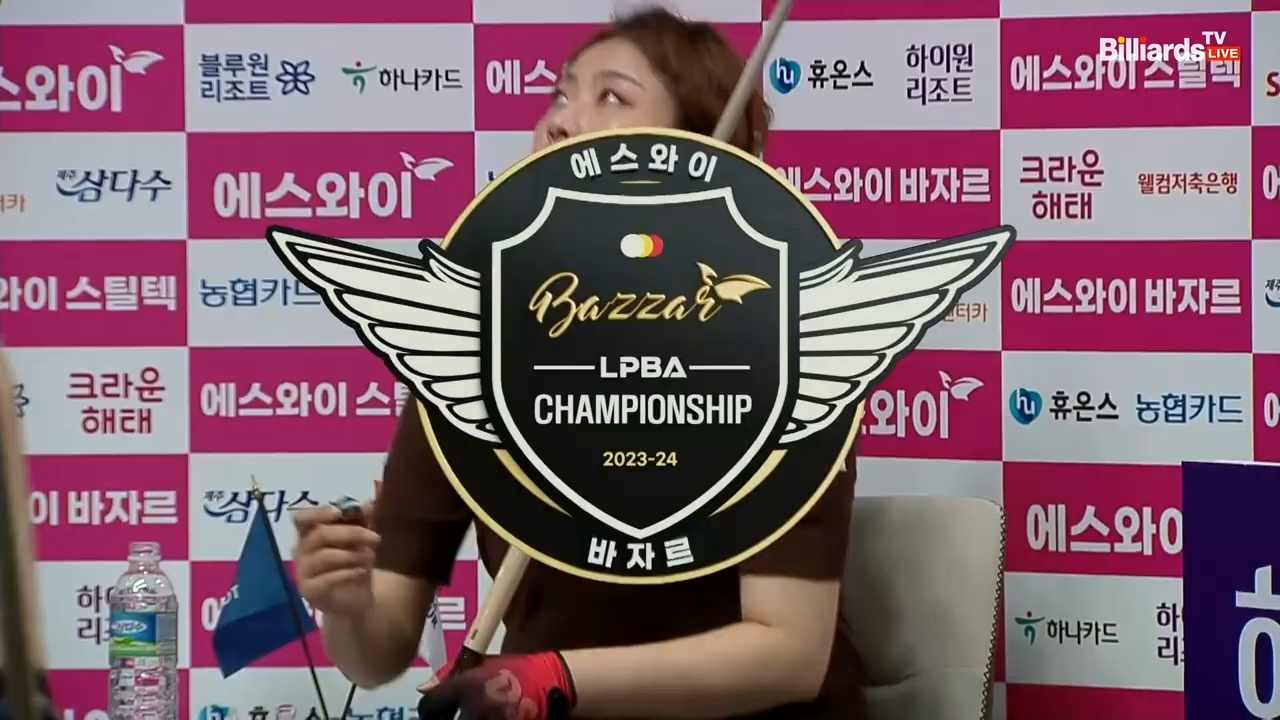 Billiards TV LIVE
에스와이
블루원
리조트
하나카드
에스
휴온스
하이원
리조트
에스와이 스틸텍
제주 삼다수
에스와이
에스와이 바자르
크라운
해태
웰컴저축은행
와이 스틸텍
농협카드
에스와이 바자르
크라운
해태
에스와이 스
와이
휴온스
농협카드
이 바자르
제주 삼다수
에스와이
하나카드
에스와이
Bazzar
LPBA
CHAMPIONSHIP
2023-24
바자르